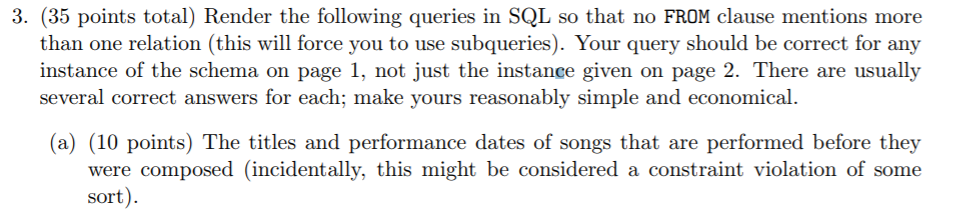 3. (35 points total) Render the following queries in SQL so that no FROM clause mentions more
than one relation (this will force you to use subqueries). Your query should be correct for any
instance of the schema on page 1, not just the instance given on page 2. There are usually
several correct answers for each; make yours reasonably simple and economical.
(a) (10 points) The titles and performance dates of songs that are performed before they
were composed (incidentally, this might be considered a constraint violation of some
sort).